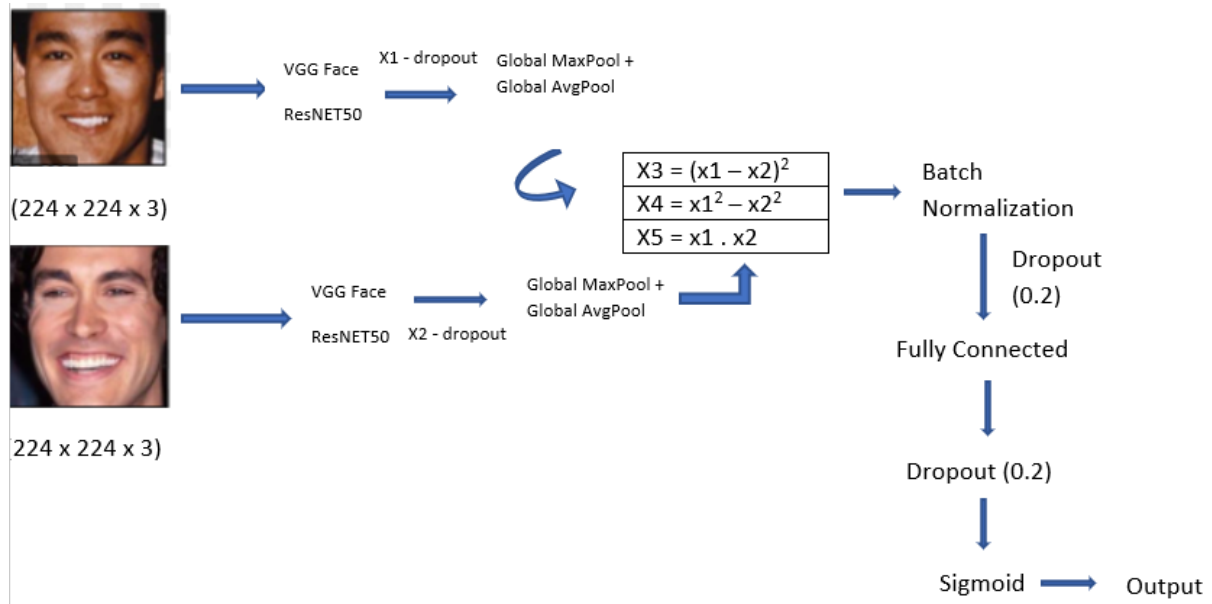 VGG Face
ResNET50
X1 - dropout
Global MaxPool +
Global AvgPool
(224 x 224 x 3)
X3 = (x1 – x2)²
X4 = x1² – x2²
X5 = x1 . x2
Batch
Normalization
Dropout
(0.2)
VGG Face
ResNET50
X2 - dropout
Global MaxPool +
Global AvgPool
224 x 224 x 3)
Fully Connected
Dropout (0.2)
Sigmoid
Output